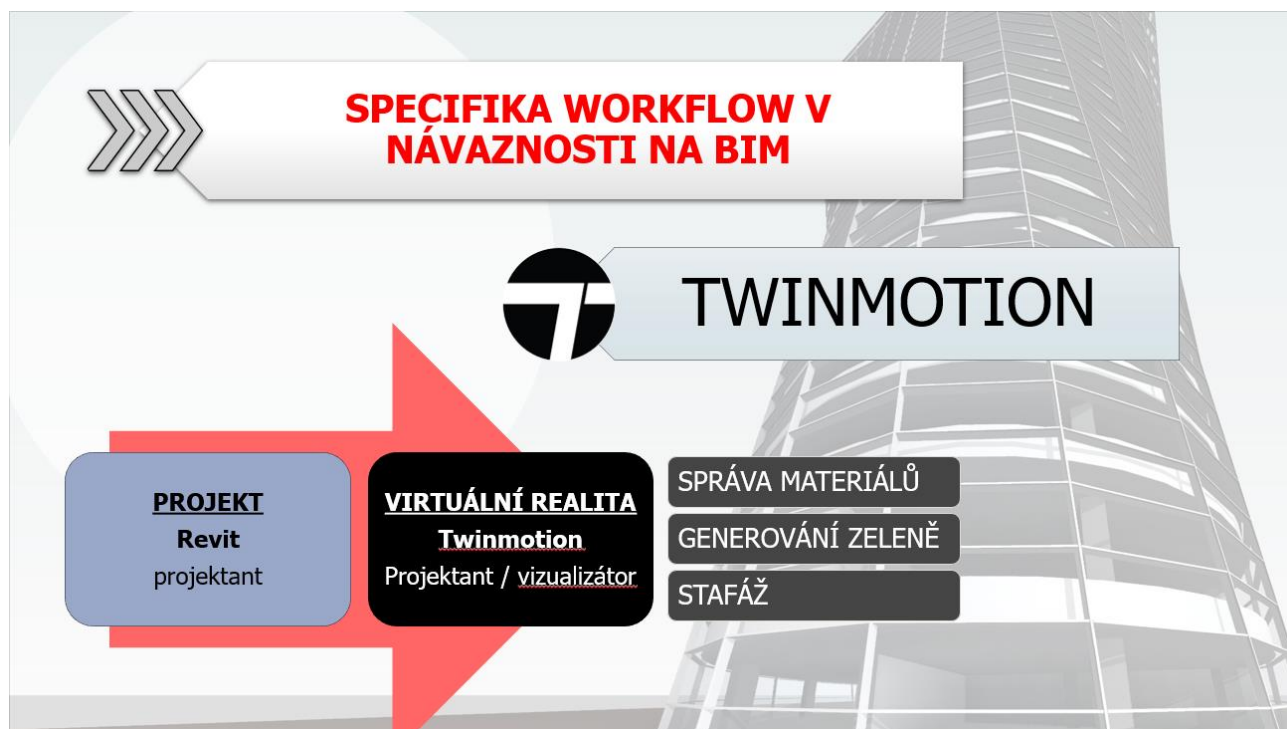 SPECIFIKA WORKFLOW V
NÁVAZNOSTI NA BIM
TWINMOTION
PROJEKT
Revit
projektant
VIRTUÁLNÍ REALITA
Twinmotion
Projektant / vizualizátor
SPRÁVA MATERIÁLŮ
GENEROVÁNÍ ZELENĚ
STAFÁŽ